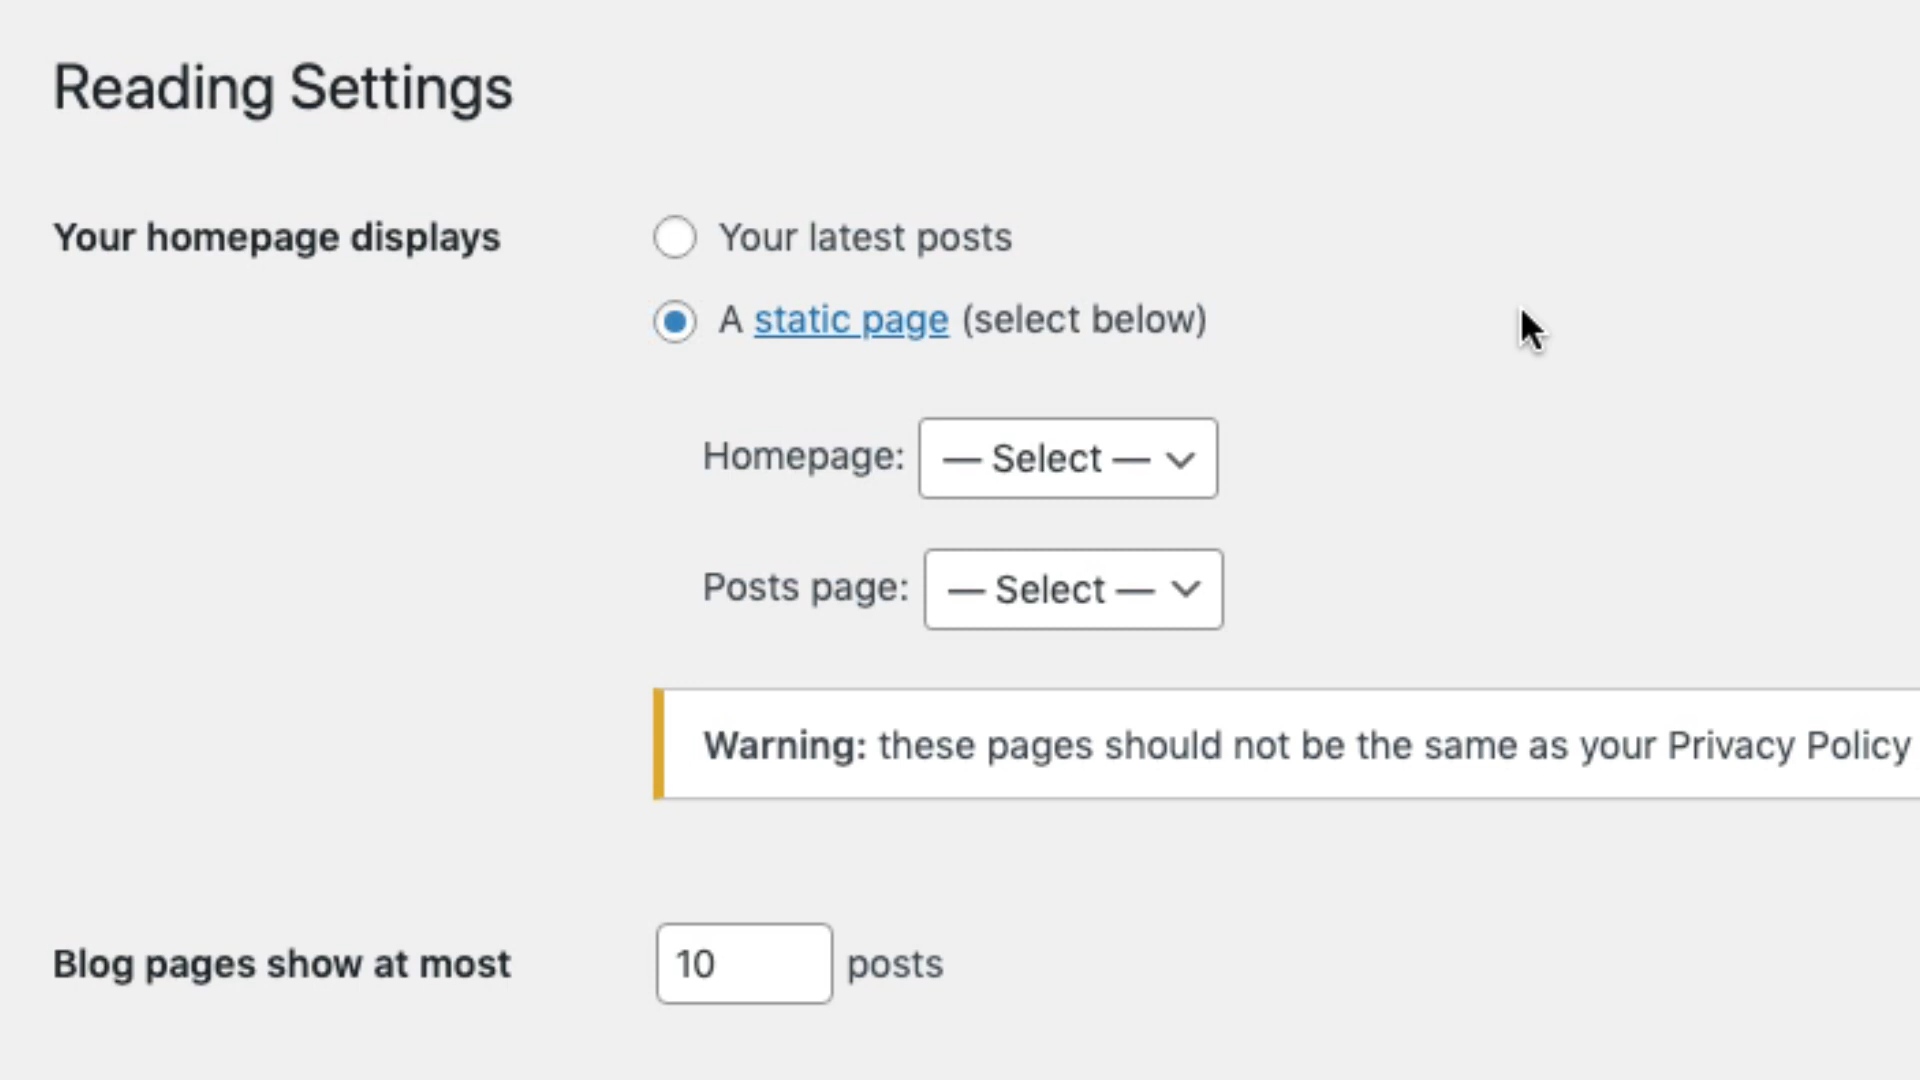 Reading Settings
Your homepage displays
Your latest posts
A static page (select below)
Homepage: — Select —
Posts page: — Select —
Warning: these pages should not be the same as your Privacy Policy
Blog pages show at most 10 posts